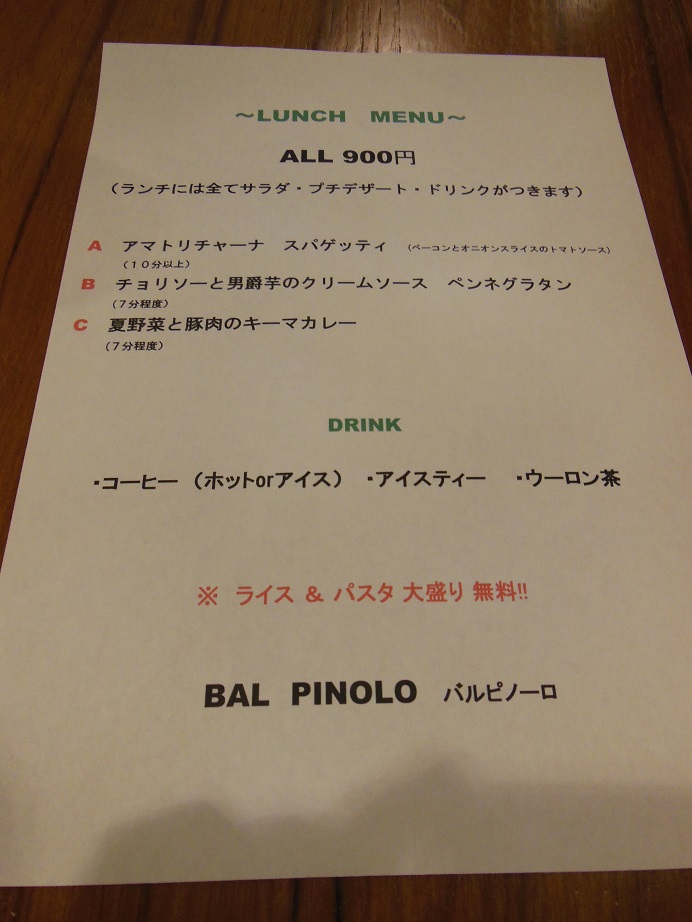 ～LUNCH MENU～
ALL 900円
（ランチには全てサラダ・プチデザート・ドリンクがつきます）
A アマトリチャーナ スパゲッティ （ベーコンとオニオンスライスのトマトソース）
（１０分以上）
B チョリソーと男爵芋のクリームソース ペンネグラタン
（７分程度）
C 夏野菜と豚肉のキーマカレー
（７分程度）
DRINK
・コーヒー （ホットorアイス） ・アイスティー ・ウーロン茶
※ ライス & パスタ 大盛り 無料!!
BAL PINOLO バルピノーロ